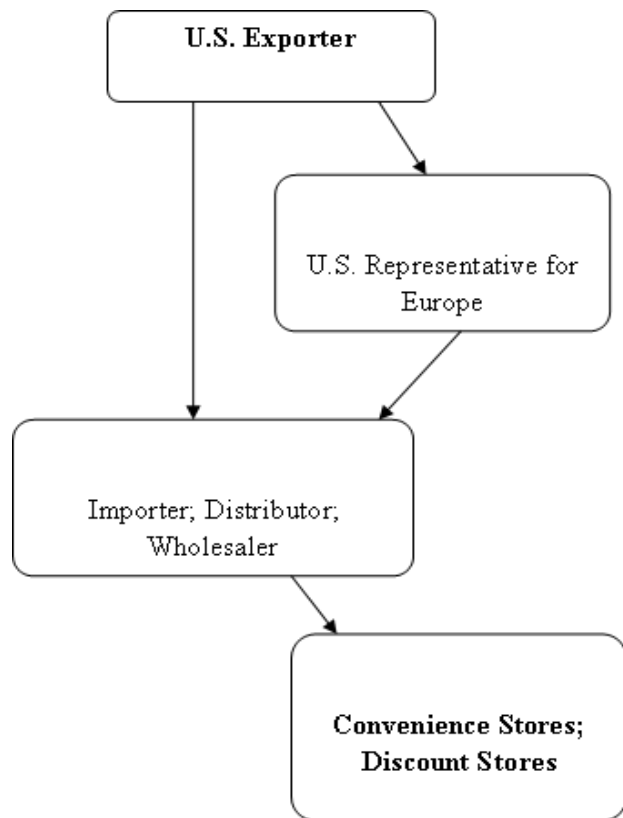 U.S. Exporter
U.S. Representative for
Europe
Importer; Distributor;
Wholesaler
Convenience Stores;
Discount Stores